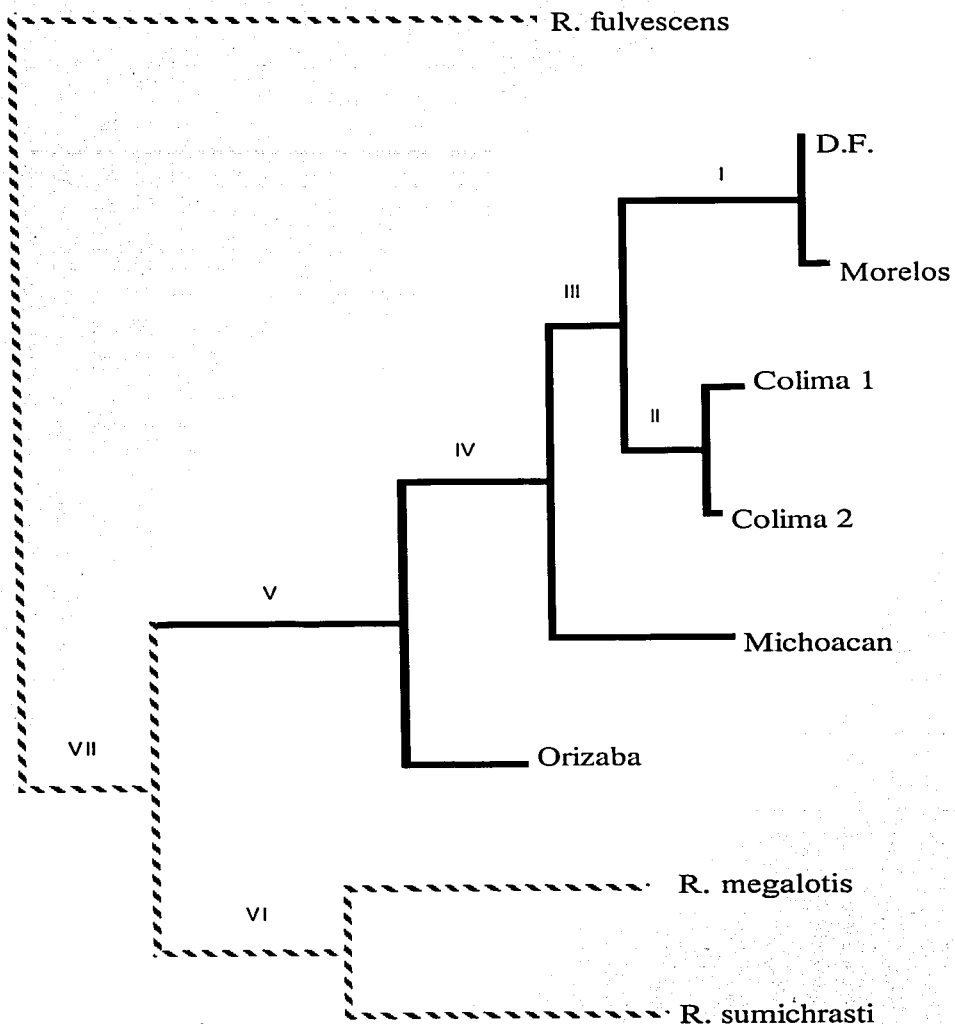 R. fulvescens
D.F.
I
Morelos
III
Colima 1
II
IV
Colima 2
V
Michoacan
VII
Orizaba
R. megalotis
VI
R. sumichrasti